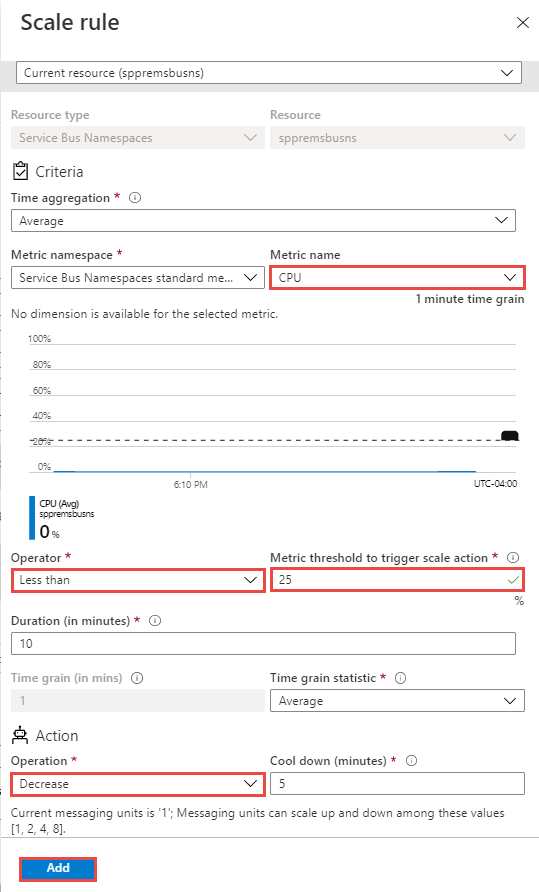 Scale rule
Current resource (sppremsbusns)
Resource type
Resource
Service Bus Namespaces
sppremsbusns
Criteria
Time aggregation *
Average
Metric namespace *
Metric name
Service Bus Namespaces standard me...
CPU
1 minute time grain
No dimension is available for the selected metric.
100%
80%
60%
40%
20%
0%
6:10 PM
UTC-04:00
CPU (Avg)
sppremsbusns
0 %
Operator *
Metric threshold to trigger scale action *
Less than
25
%
Duration (in minutes) *
10
Time grain (in mins)
Time grain statistic *
1
Average
Action
Operation *
Cool down (minutes) *
Decrease
5
Current messaging units is '1'; Messaging units can scale up and down among these values
[1, 2, 4, 8].
Add